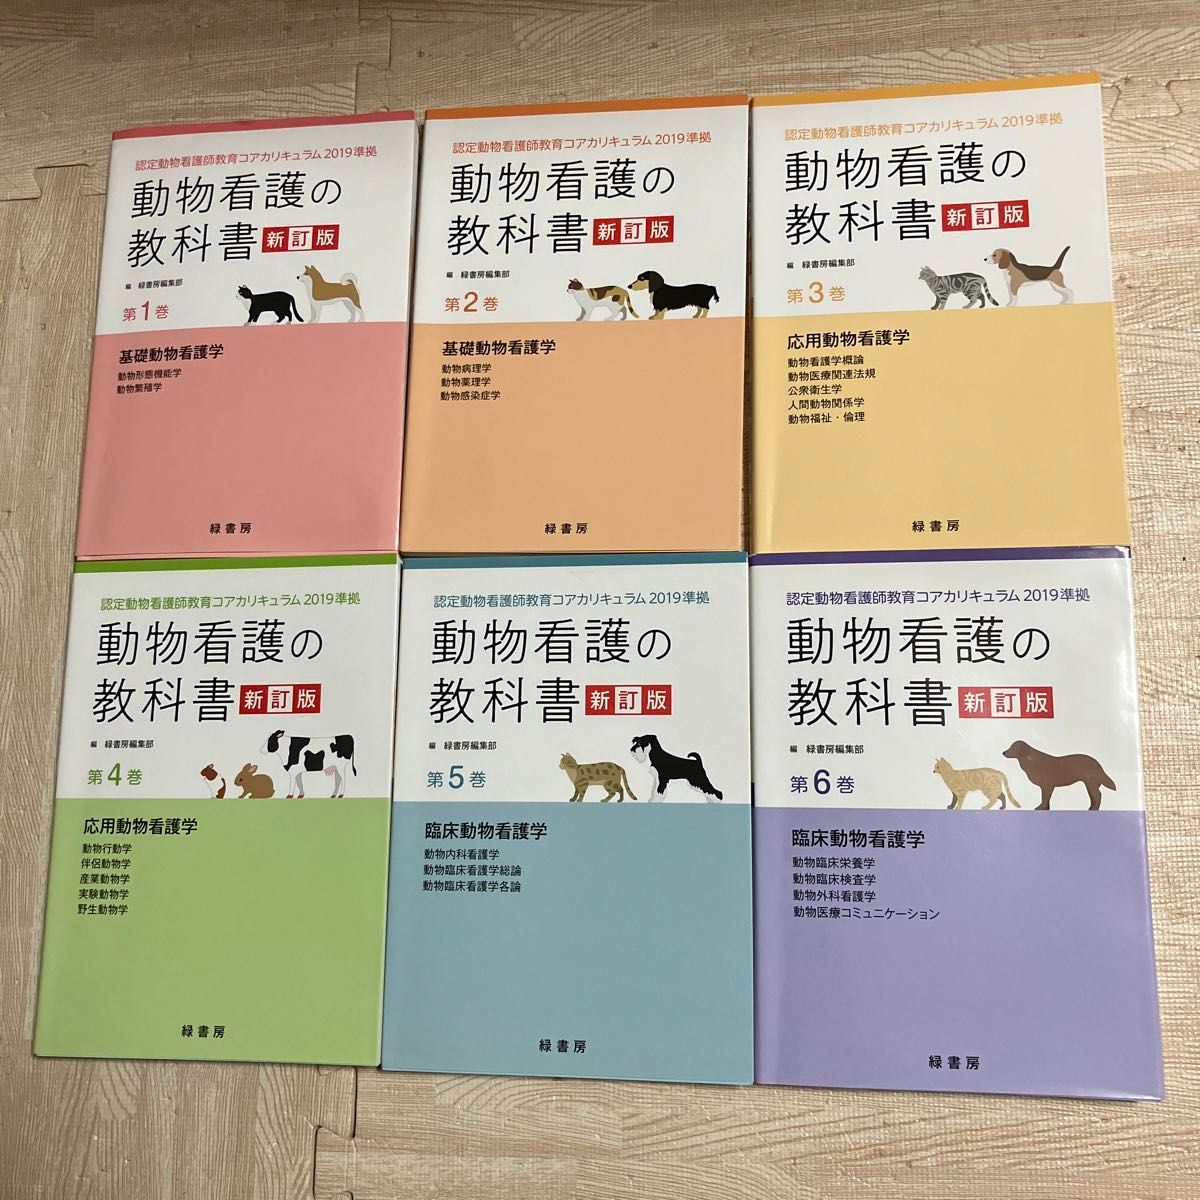 認定動物看護師教育コアカリキュラム 2019準拠
動物看護の
教科書 新訂版
編 緑書房編集部
第1巻
基礎動物看護学
動物形態機能学
動物繁殖学
緑書房
認定動物看護師教育コアカリキュラム 2019準拠
動物看護の
教科書 新訂版
編 緑書房編集部
第2巻
基礎動物看護学
動物病理学
動物薬理学
動物感染症学
緑書房
認定動物看護師教育コアカリキュラム 2019準拠
動物看護の
教科書 新訂版
編 緑書房編集部
第3巻
応用動物看護学
動物看護学概論
動物医療関連法規
公衆衛生学
人間動物関係学
動物福祉・倫理
緑書房
認定動物看護師教育コアカリキュラム 2019準拠
動物看護の
教科書 新訂版
編 緑書房編集部
第4巻
応用動物看護学
動物行動学
伴侶動物学
産業動物学
実験動物学
野生動物学
緑書房
認定動物看護師教育コアカリキュラム 2019準拠
動物看護の
教科書 新訂版
編 緑書房編集部
第5巻
臨床動物看護学
動物内科看護学
動物臨床看護学総論
動物臨床看護学各論
緑書房
認定動物看護師教育コアカリキュラム 2019準拠
動物看護の
教科書 新訂版
編 緑書房編集部
第6巻
臨床動物看護学
動物臨床栄養学
動物臨床検査学
動物外科看護学
動物医療コミュニケーション
緑書房